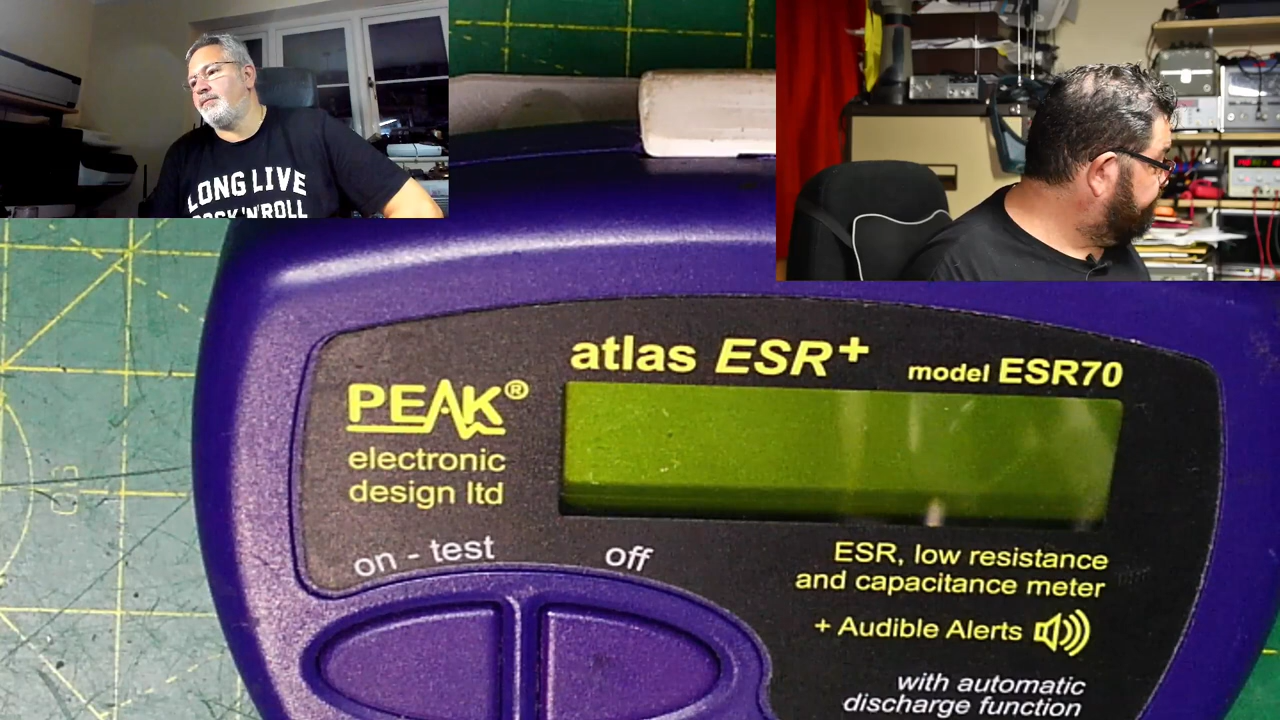 LONG LIVE
ROCK 'N' ROLL
atlas ESR+ model ESR70
PEAK®
electronic
design ltd
on - test off
ESR, low resistance
and capacitance meter
+ Audible Alerts
with automatic
discharge function